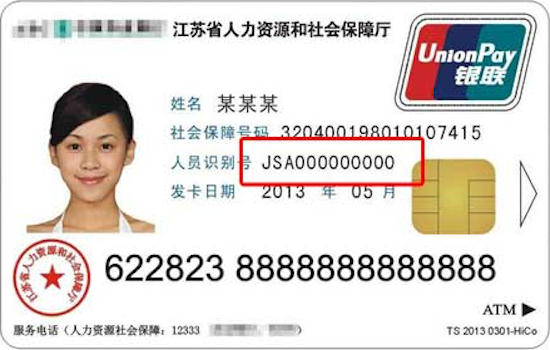 江苏省人力资源和社会保障厅
UnionPay
银联
姓名 某某某
社会保障号码 320400198010107415
人员识别号 JSA000000000
发卡日期 2013 年 05 月
江苏省人力资源和社会保障厅
622823 8888888888888
ATM
服务电话（人力资源社会保障：12333
TS 2013 0301-HiCo